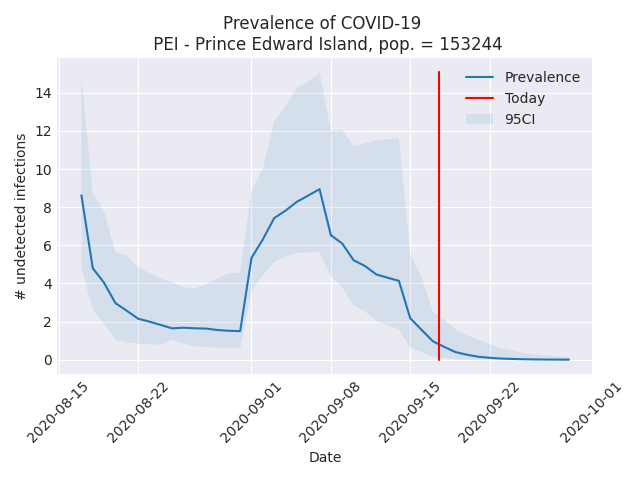 Prevalence of COVID-19
PEI - Prince Edward Island, pop. = 153244
Prevalence
Today
95CI
# undetected infections
14
12
10
8
6
4
2
0
2020-08-15
2020-08-22
2020-09-01
2020-09-08
2020-09-15
2020-09-22
2020-10-01
Date